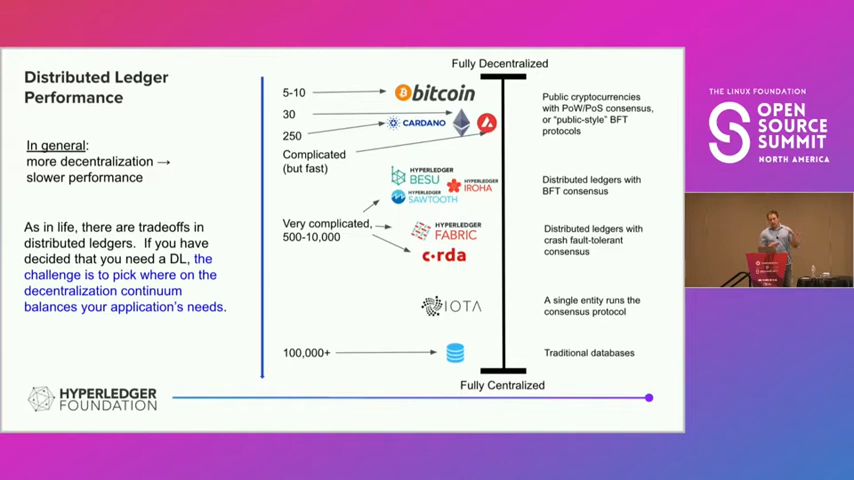 Distributed Ledger
Performance
In general:
more decentralization →
slower performance
As in life, there are tradeoffs in
distributed ledgers. If you have
decided that you need a DL, the
challenge is to pick where on the
decentralization continuum
balances your application's needs.
HYPERLEDGER
FOUNDATION
Fully Decentralized
5-10
bitcoin
30
250
CARDANO
Complicated
(but fast)
HYPERLEDGER
BESU
HYPERLEDGER
IROHA
HYPERLEDGER
SAWTOOTH
Very complicated,
500-10,000
HYPERLEDGER
FABRIC
c·rda
IOTA
100,000+
Fully Centralized
Public cryptocurrencies
with PoW/PoS consensus,
or "public-style" BFT
protocols
Distributed ledgers with
BFT consensus
Distributed ledgers with
crash fault-tolerant
consensus
A single entity runs the
consensus protocol
Traditional databases
THE LINUX FOUNDATION
OPEN
SOURCE
SUMMIT
NORTH AMERICA